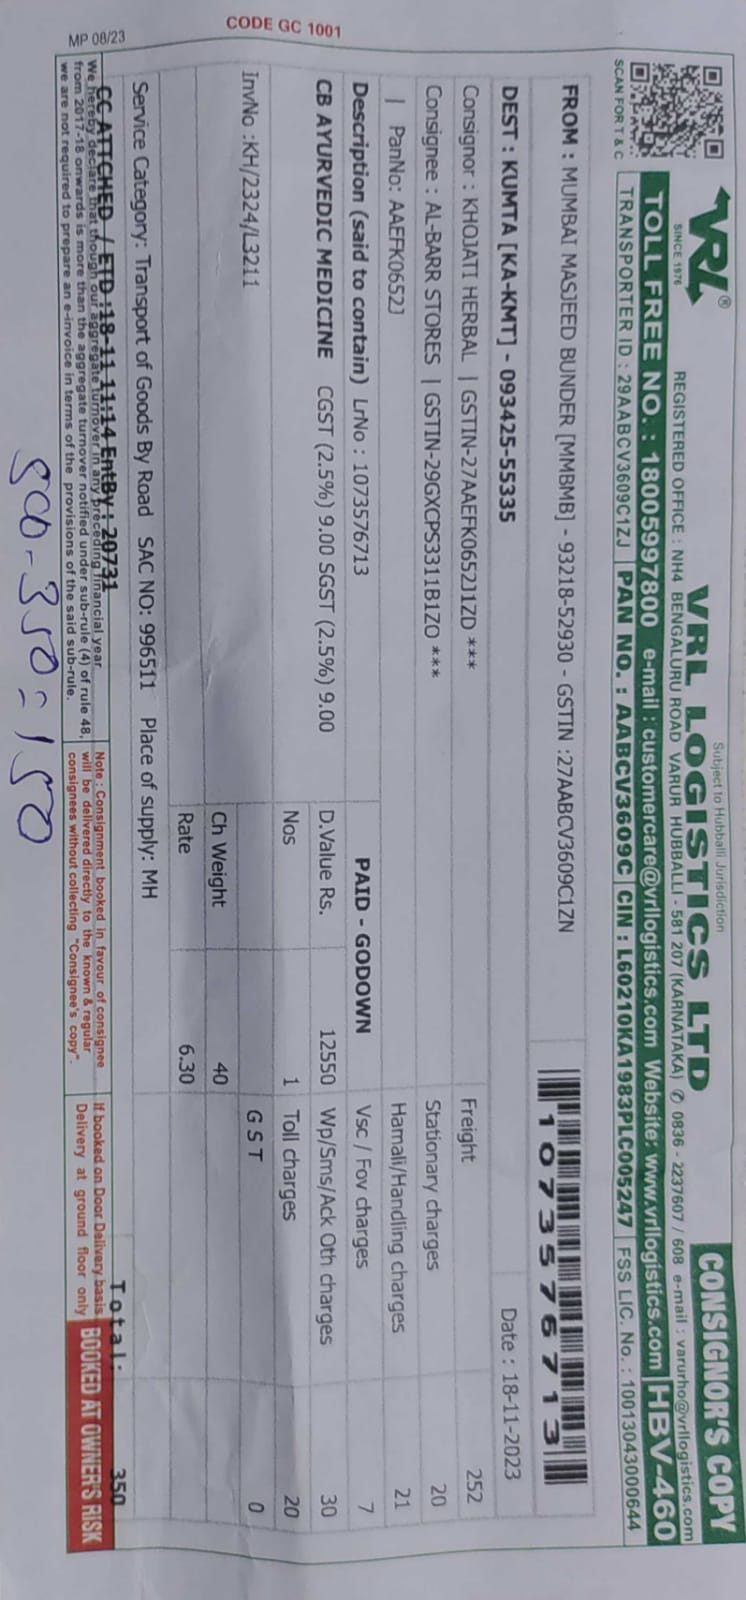 CODE GC 1001
MP 08/23
SCAN FOR T & C
VRL®
SINCE 1976
Subject to Hubballi Jurisdiction
VRL LOGISTICS LTD
CONSIGNOR'S COPY
REGISTERED OFFICE : NH4 BENGALURU ROAD VARUR HUBBALLI - 581 207 (KARNATAKA) ✆ 0836 - 2237607 / 608 e-mail : varurho@vrllogistics.com
TOLL FREE NO. : 18005997800 e-mail : customercare@vrllogistics.com Website: www.vrllogistics.com HBV-460
TRANSPORTER ID : 29AABCV3609C1ZJ PAN NO. : AABCV3609C CIN : L60210KA1983PLC005247 FSS LIC. No. : 10013043000644
FROM : MUMBAI MASJEED BUNDER [MMBMB] - 93218-52930 - GSTIN :27AABCV3609C1ZN
1073576713
DEST : KUMTA [KA-KMT] - 093425-55335
Date : 18-11-2023
Consignor : KHOJATI HERBAL | GSTIN-27AAEFK0652J1ZD ***
Freight 252
Consignee : AL-BARR STORES | GSTIN-29GXCPS3311B1ZO ***
Stationary charges 20
| PanNo: AAEFK0652J
Hamali/Handling charges 21
Description (said to contain) LrNo : 1073576713
PAID - GODOWN
Vsc / Fov charges 7
CB AYURVEDIC MEDICINE CGST (2.5%) 9.00 SGST (2.5%) 9.00
D.Value Rs. 12550
Wp/Sms/Ack Oth charges 30
Nos 1
Toll charges 20
InvNo :KH/2324/L3211
G S T 0
Ch Weight 40
Rate 6.30
Service Category: Transport of Goods By Road SAC NO: 996511 Place of supply: MH
CC ATTCHED / ETD :18-11 11:14 EntBy : 20731
Total: 350
We hereby declare that though our aggregate turnover in any preceding financial year
from 2017-18 onwards is more than the aggregate turnover notified under sub-rule (4) of rule 48,
we are not required to prepare an e-invoice in terms of the provisions of the said sub-rule.
Note : Consignment booked in favour of consignee
will be delivered directly to the known & regular
consignees without collecting "Consignee's copy".
If booked on Door Delivery basis
Delivery at ground floor only
BOOKED AT OWNER'S RISK
500-350=150